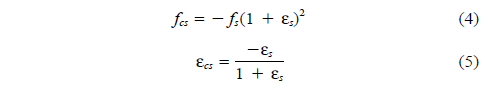 f_cs = − f_s(1 + ε_s)² (4)
ε_cs = −ε_s / (1 + ε_s) (5)